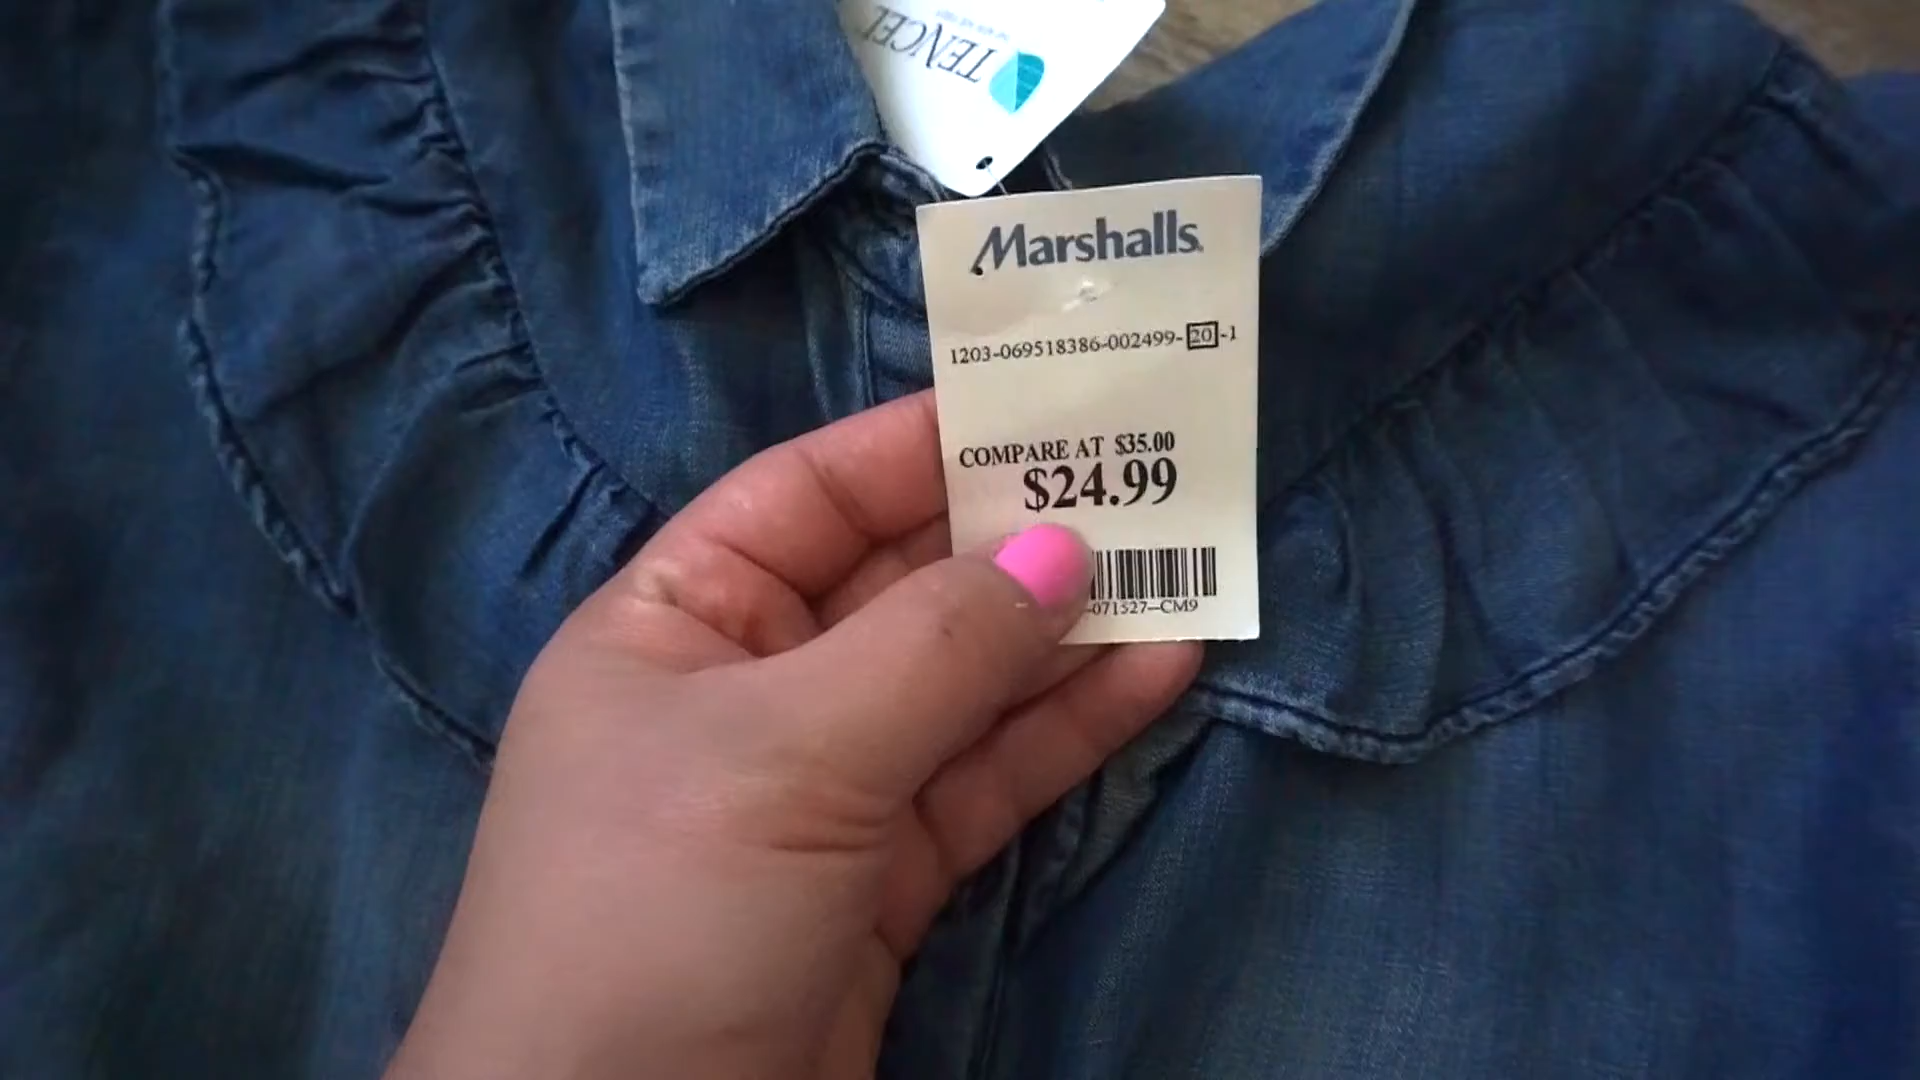 TENCEL
Marshalls
1203-069518386-002499-20-1
COMPARE AT $35.00
$24.99
-071527-CM9